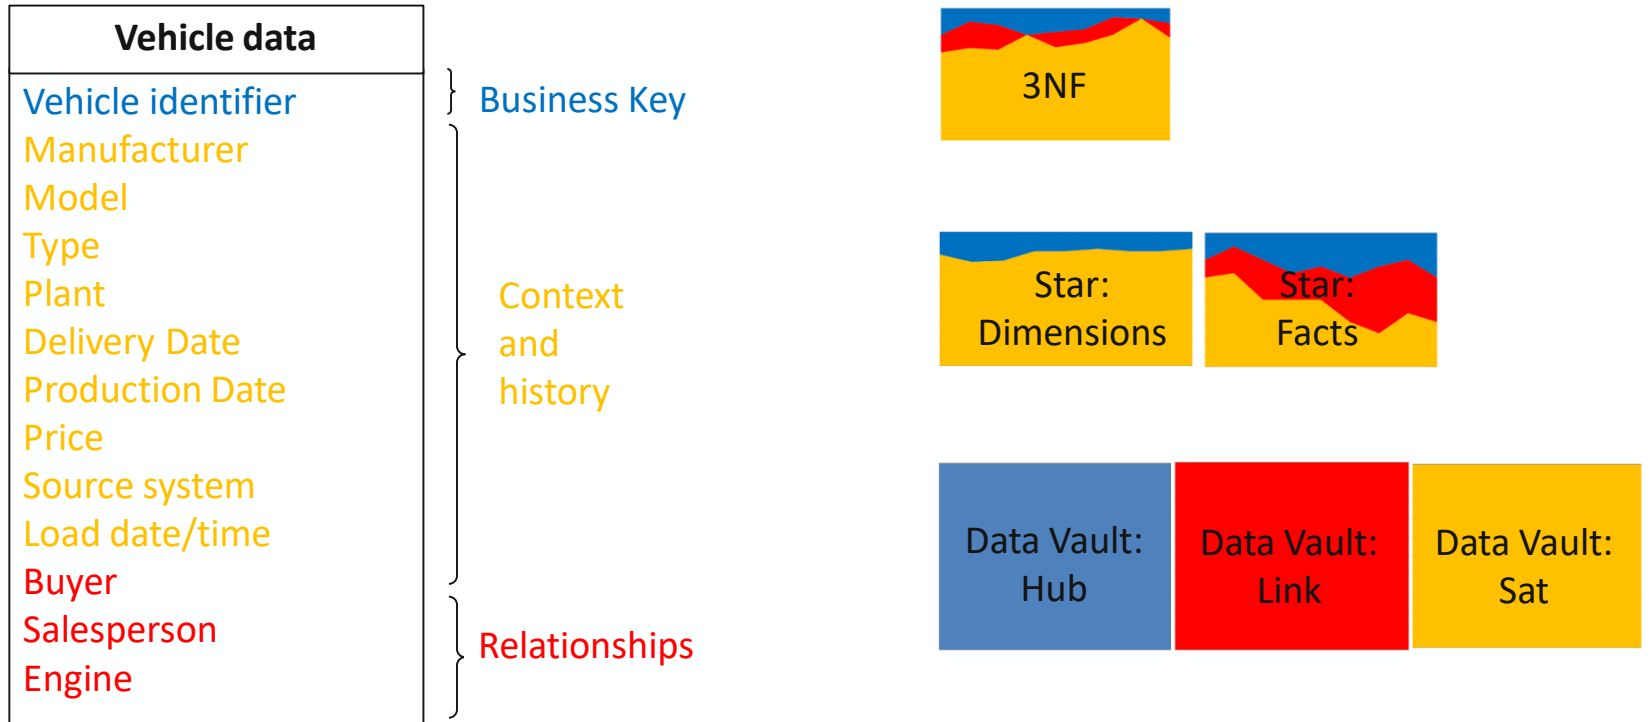 Vehicle data
Vehicle identifier
Manufacturer
Model
Type
Plant
Delivery Date
Production Date
Price
Source system
Load date/time
Buyer
Salesperson
Engine
Business Key
Context
and
history
Relationships
3NF
Star:
Dimensions
Star:
Facts
Data Vault:
Hub
Data Vault:
Link
Data Vault:
Sat